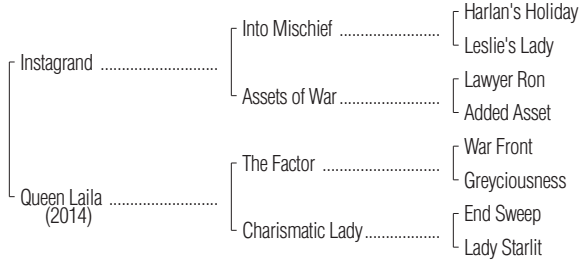 Harlan's Holiday
Into Mischief ......................
Leslie's Lady
Instagrand ..........................
Lawyer Ron
Assets of War ......................
Added Asset
War Front
The Factor ..........................
Greyciousness
Queen Laila ........................
(2014)
End Sweep
Charismatic Lady ................
Lady Starlit